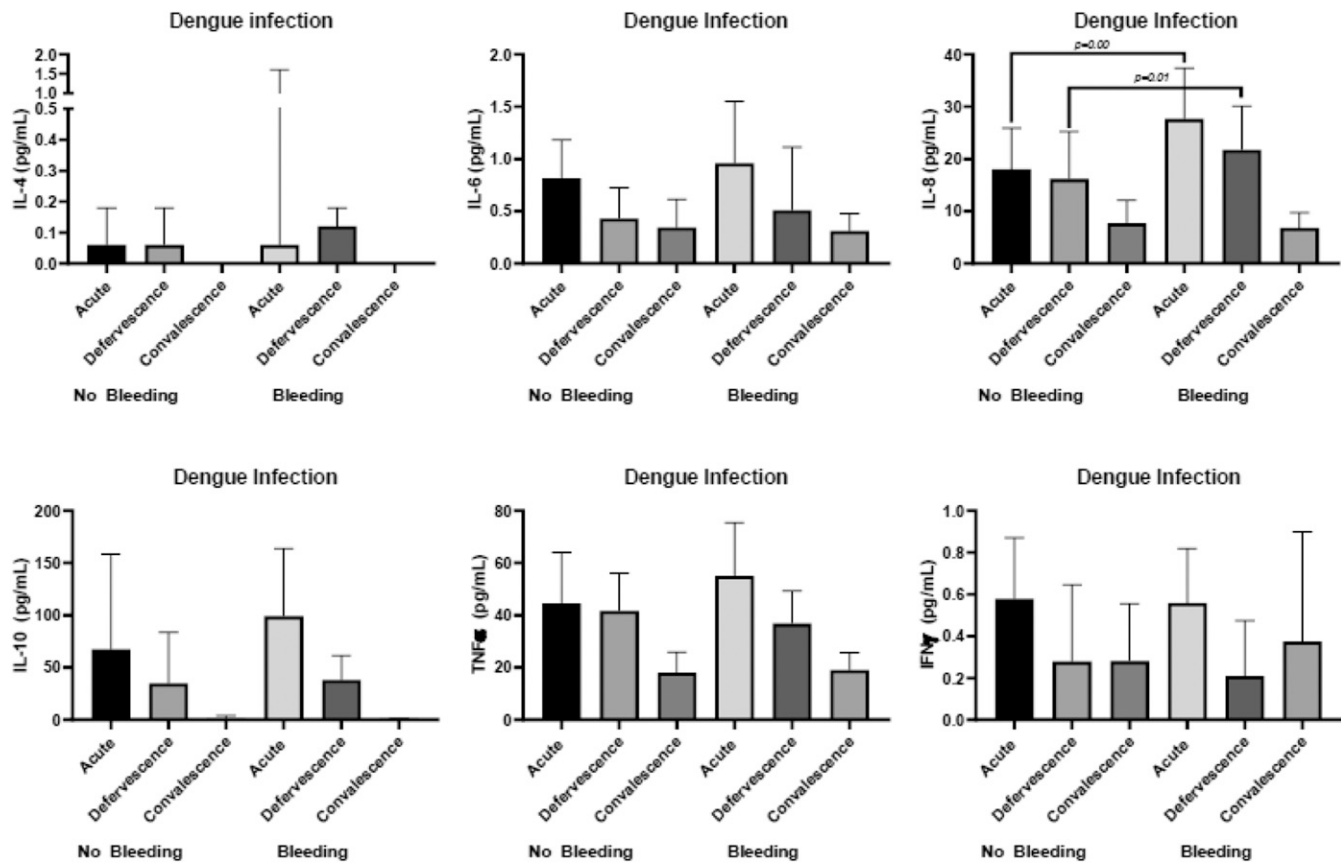 Dengue infection
IL-4 (pg/mL)
2.0
1.5
1.0
0.5
0.4
0.3
0.2
0.1
0.0
Acute
Defervescence
Convalescence
Acute
Defervescence
Convalescence
No Bleeding
Bleeding
Dengue Infection
IL-6 (pg/mL)
2.0
1.5
1.0
0.5
0.0
Acute
Defervescence
Convalescence
Acute
Defervescence
Convalescence
No Bleeding
Bleeding
Dengue Infection
IL-8 (pg/mL)
40
30
20
10
0
p=0.00
p=0.01
Acute
Defervescence
Convalescence
Acute
Defervescence
Convalescence
No Bleeding
Bleeding
Dengue Infection
IL-10 (pg/mL)
200
150
100
50
0
Acute
Defervescence
Convalescence
Acute
Defervescence
Convalescence
No Bleeding
Bleeding
Dengue Infection
(pg/mL)
80
60
40
20
0
Acute
Defervescence
Convalescence
Acute
Defervescence
Convalescence
No Bleeding
Bleeding
Dengue Infection
(pg/mL)
1.0
0.8
0.6
0.4
0.2
0.0
Acute
Defervescence
Convalescence
Acute
Defervescence
Convalescence
No Bleeding
Bleeding